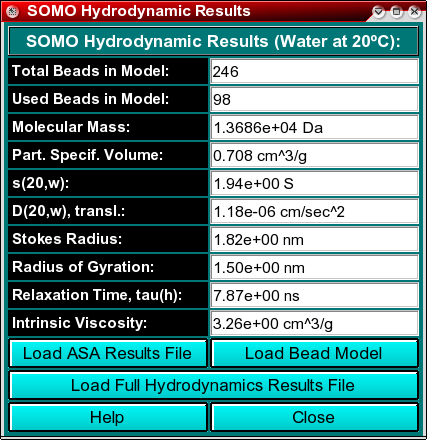 SOMO Hydrodynamic Results
SOMO Hydrodynamic Results (Water at 20ºC):
Total Beads in Model: 246
Used Beads in Model: 98
Molecular Mass: 1.3686e+04 Da
Part. Specif. Volume: 0.708 cm^3/g
s(20,w): 1.94e+00 S
D(20,w), transl.: 1.18e-06 cm/sec^2
Stokes Radius: 1.82e+00 nm
Radius of Gyration: 1.50e+00 nm
Relaxation Time, tau(h): 7.87e+00 ns
Intrinsic Viscosity: 3.26e+00 cm^3/g
Load ASA Results File Load Bead Model
Load Full Hydrodynamics Results File
Help Close